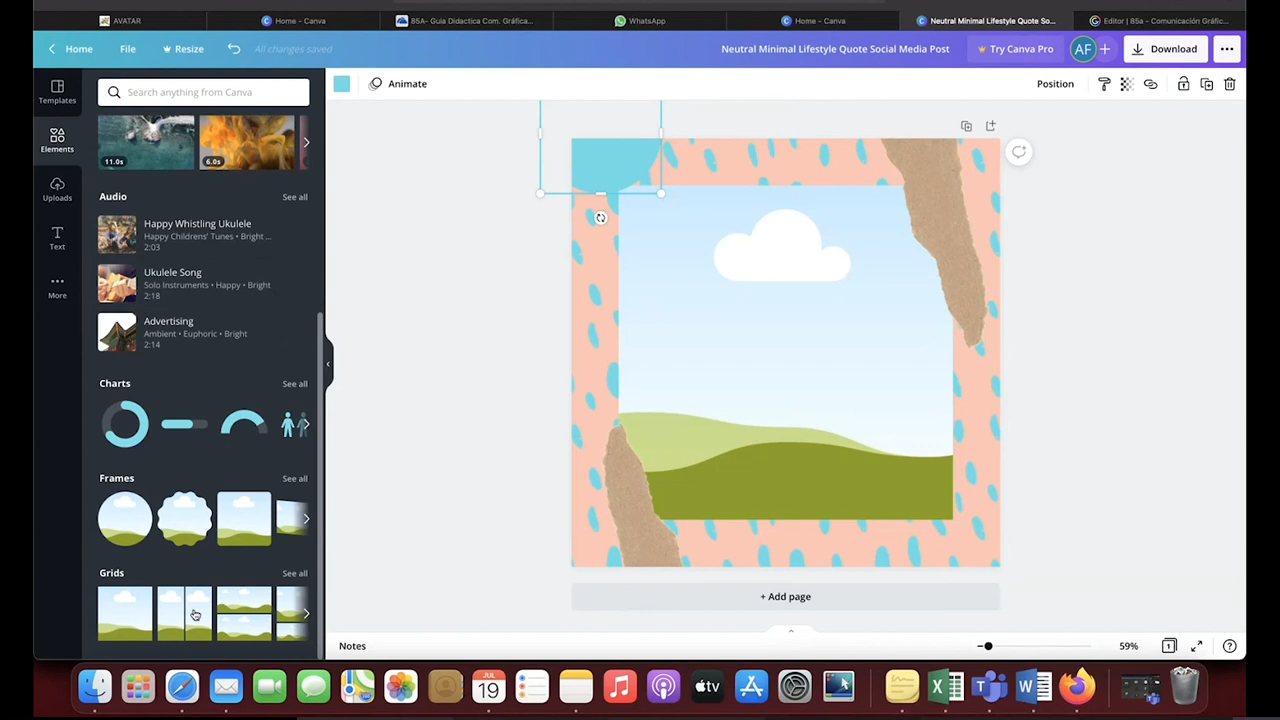 AVATAR
Home - Canva
85A- Guia Didactica Com. Gráfica...
WhatsApp
Home - Canva
Neutral Minimal Lifestyle Quote So...
Editor | 85a - Comunicación Gráfic...
Home
File
Resize
All changes saved
Neutral Minimal Lifestyle Quote Social Media Post
Try Canva Pro
AF
Download
Templates
Elements
Uploads
Text
More
Search anything from Canva
Animate
Position
11.0s
6.0s
Audio
See all
Happy Whistling Ukulele
Happy Childrens' Tunes • Bright ...
2:03
Ukulele Song
Solo Instruments • Happy • Bright
2:18
Advertising
Ambient • Euphoric • Bright
2:14
Charts
See all
Frames
See all
Grids
See all
+ Add page
Notes
59%
1
JUL
19
tv